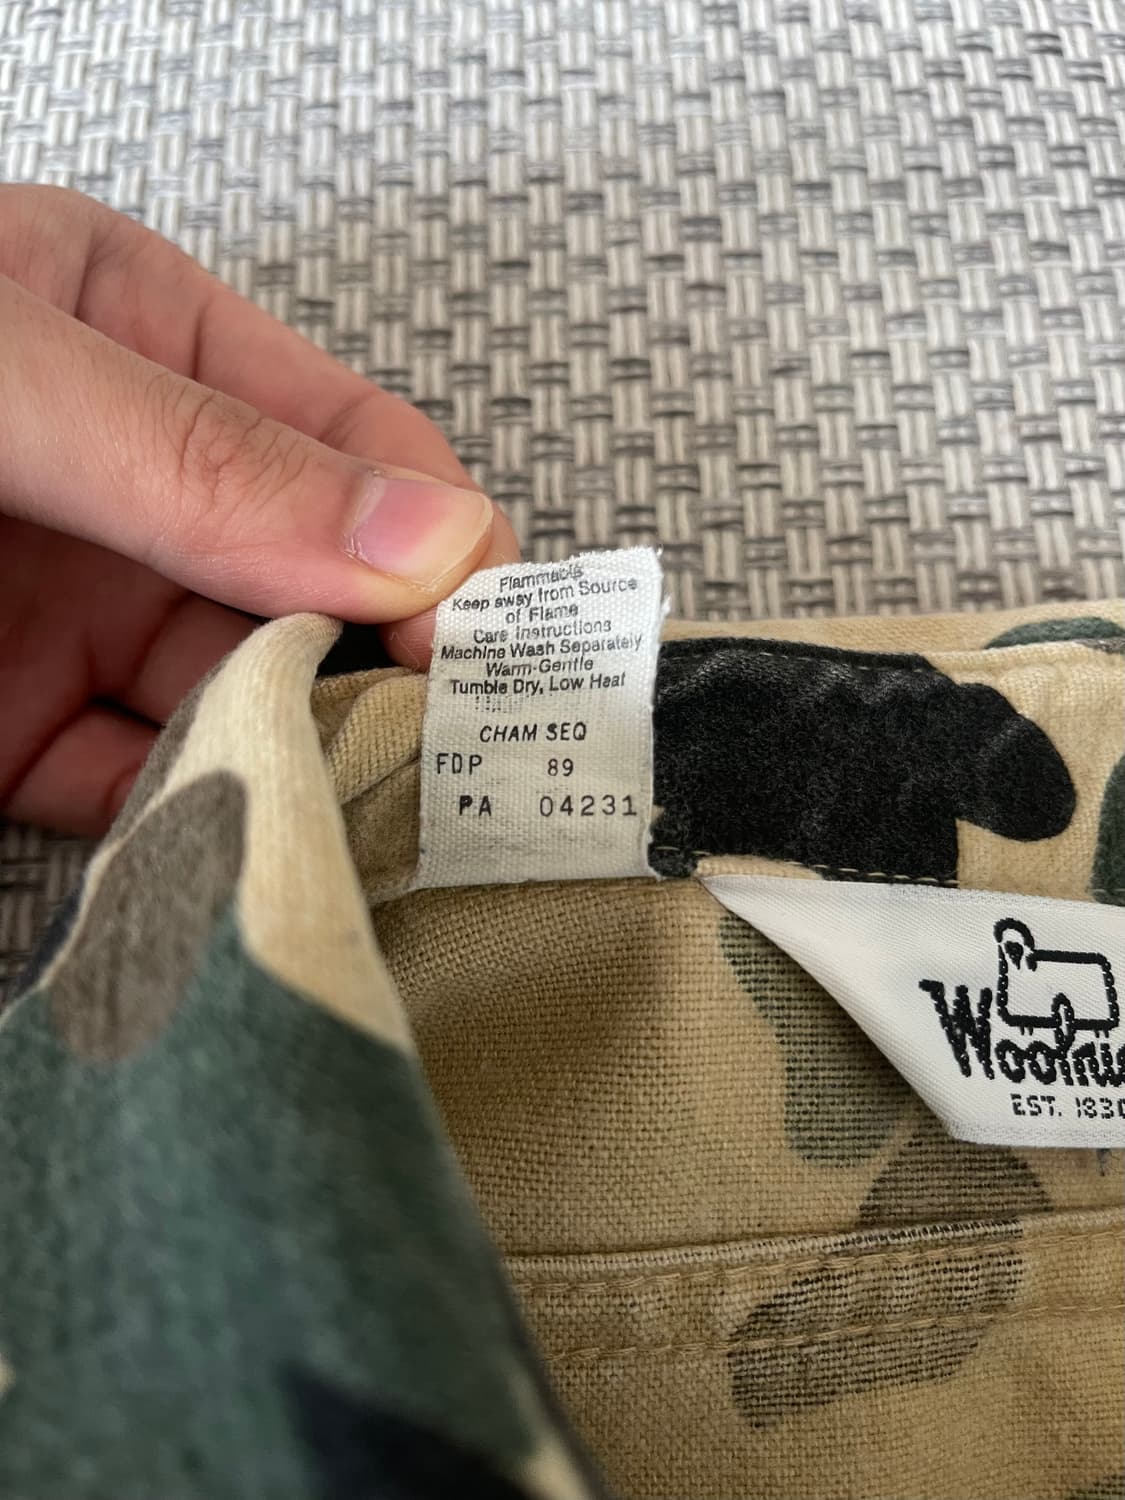 Flammable
Keep away from Source
of Flame
Care Instructions
Machine Wash Separately
Warm-Gentle
Tumble Dry, Low Heat
CHAM SEQ
FDP 89
PA 04231
EST. 1830